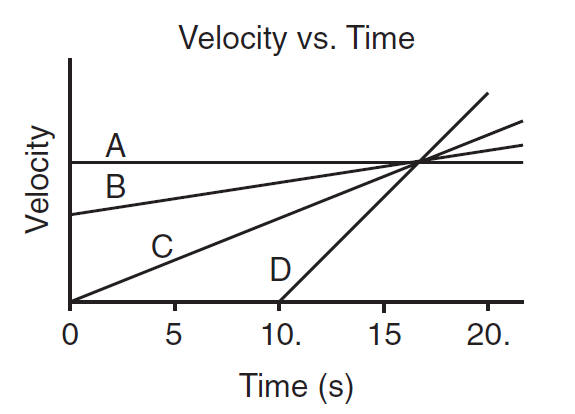 Velocity vs. Time
Velocity
A
B
C
D
0 5 10. 15 20.
Time (s)